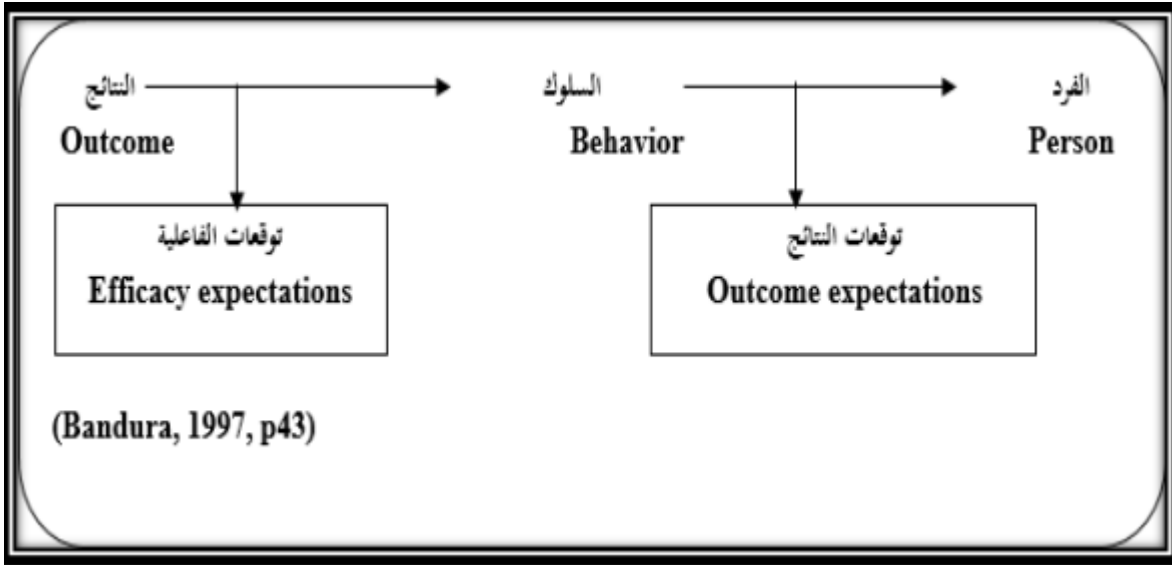 النتائج
Outcome
السلوك
Behavior
الفرد
Person
توقعات الفاعلية
Efficacy expectations
توقعات النتائج
Outcome expectations
(Bandura, 1997, p43)